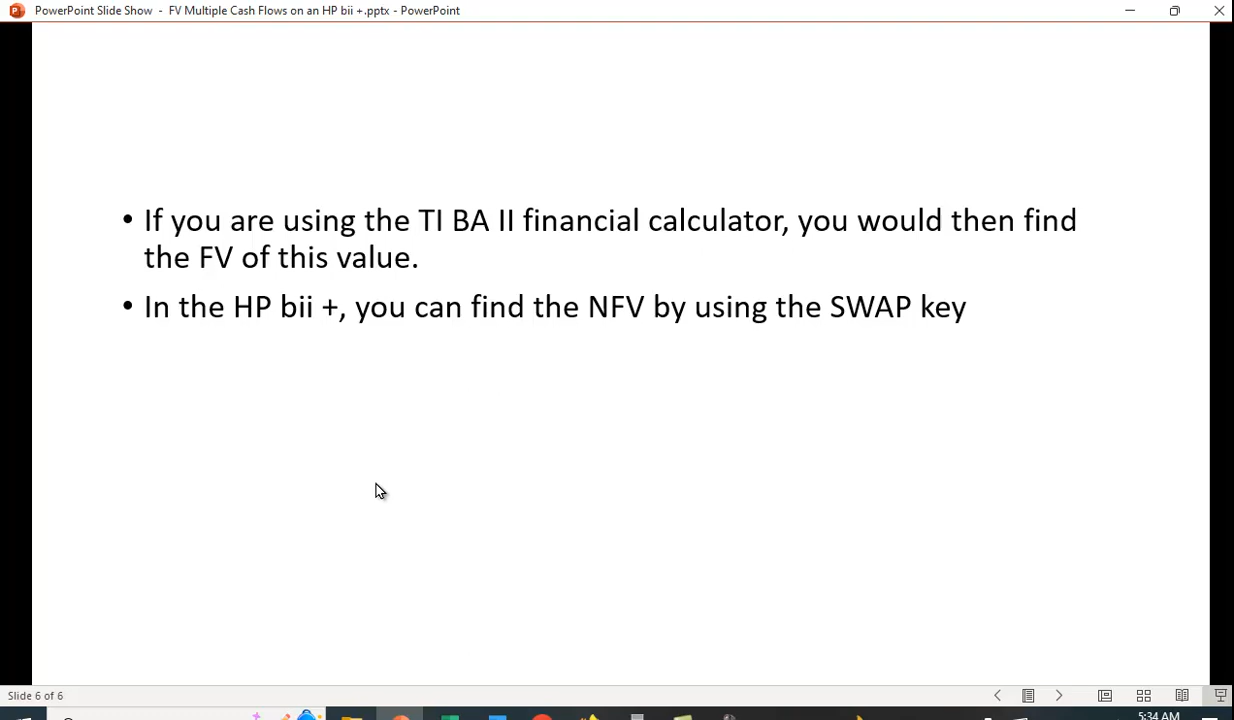 PowerPoint Slide Show - FV Multiple Cash Flows on an HP bii +.pptx - PowerPoint
• If you are using the TI BA II financial calculator, you would then find
the FV of this value.
• In the HP bii +, you can find the NFV by using the SWAP key
Slide 6 of 6
5:34 AM